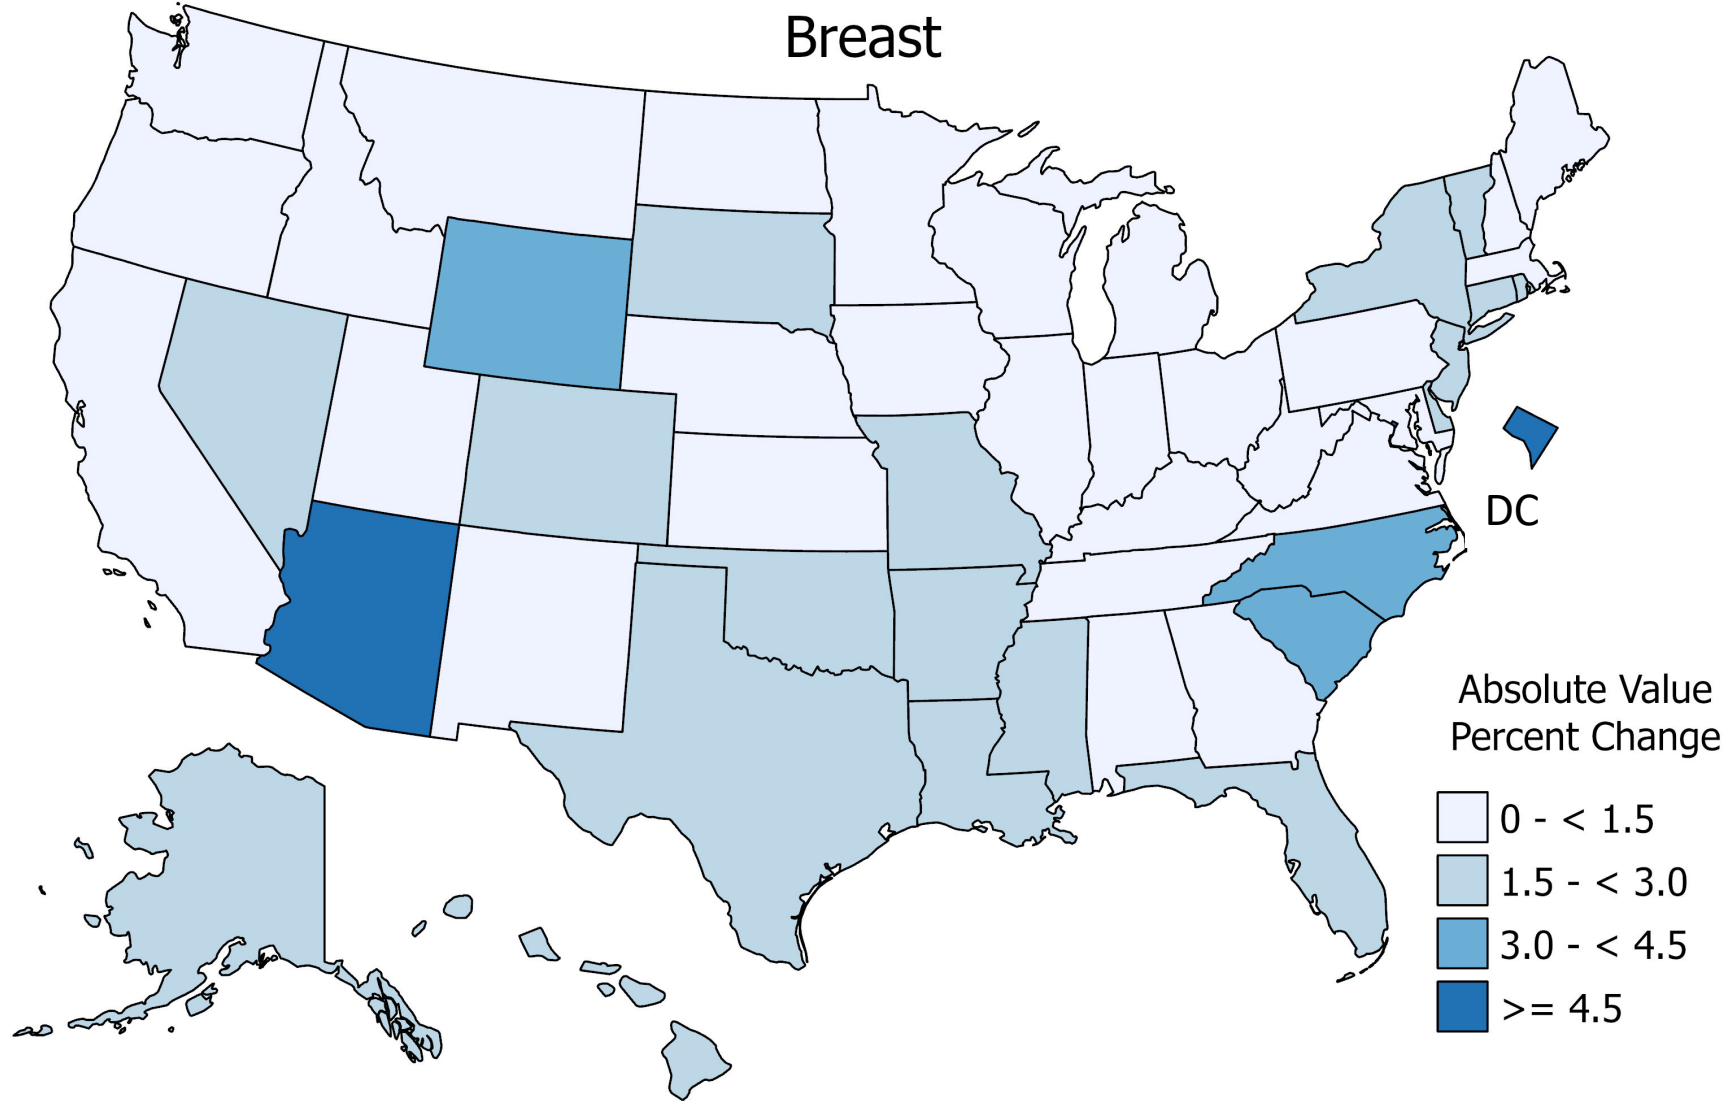 Breast
DC
Absolute Value
Percent Change
0 - < 1.5
1.5 - < 3.0
3.0 - < 4.5
>= 4.5